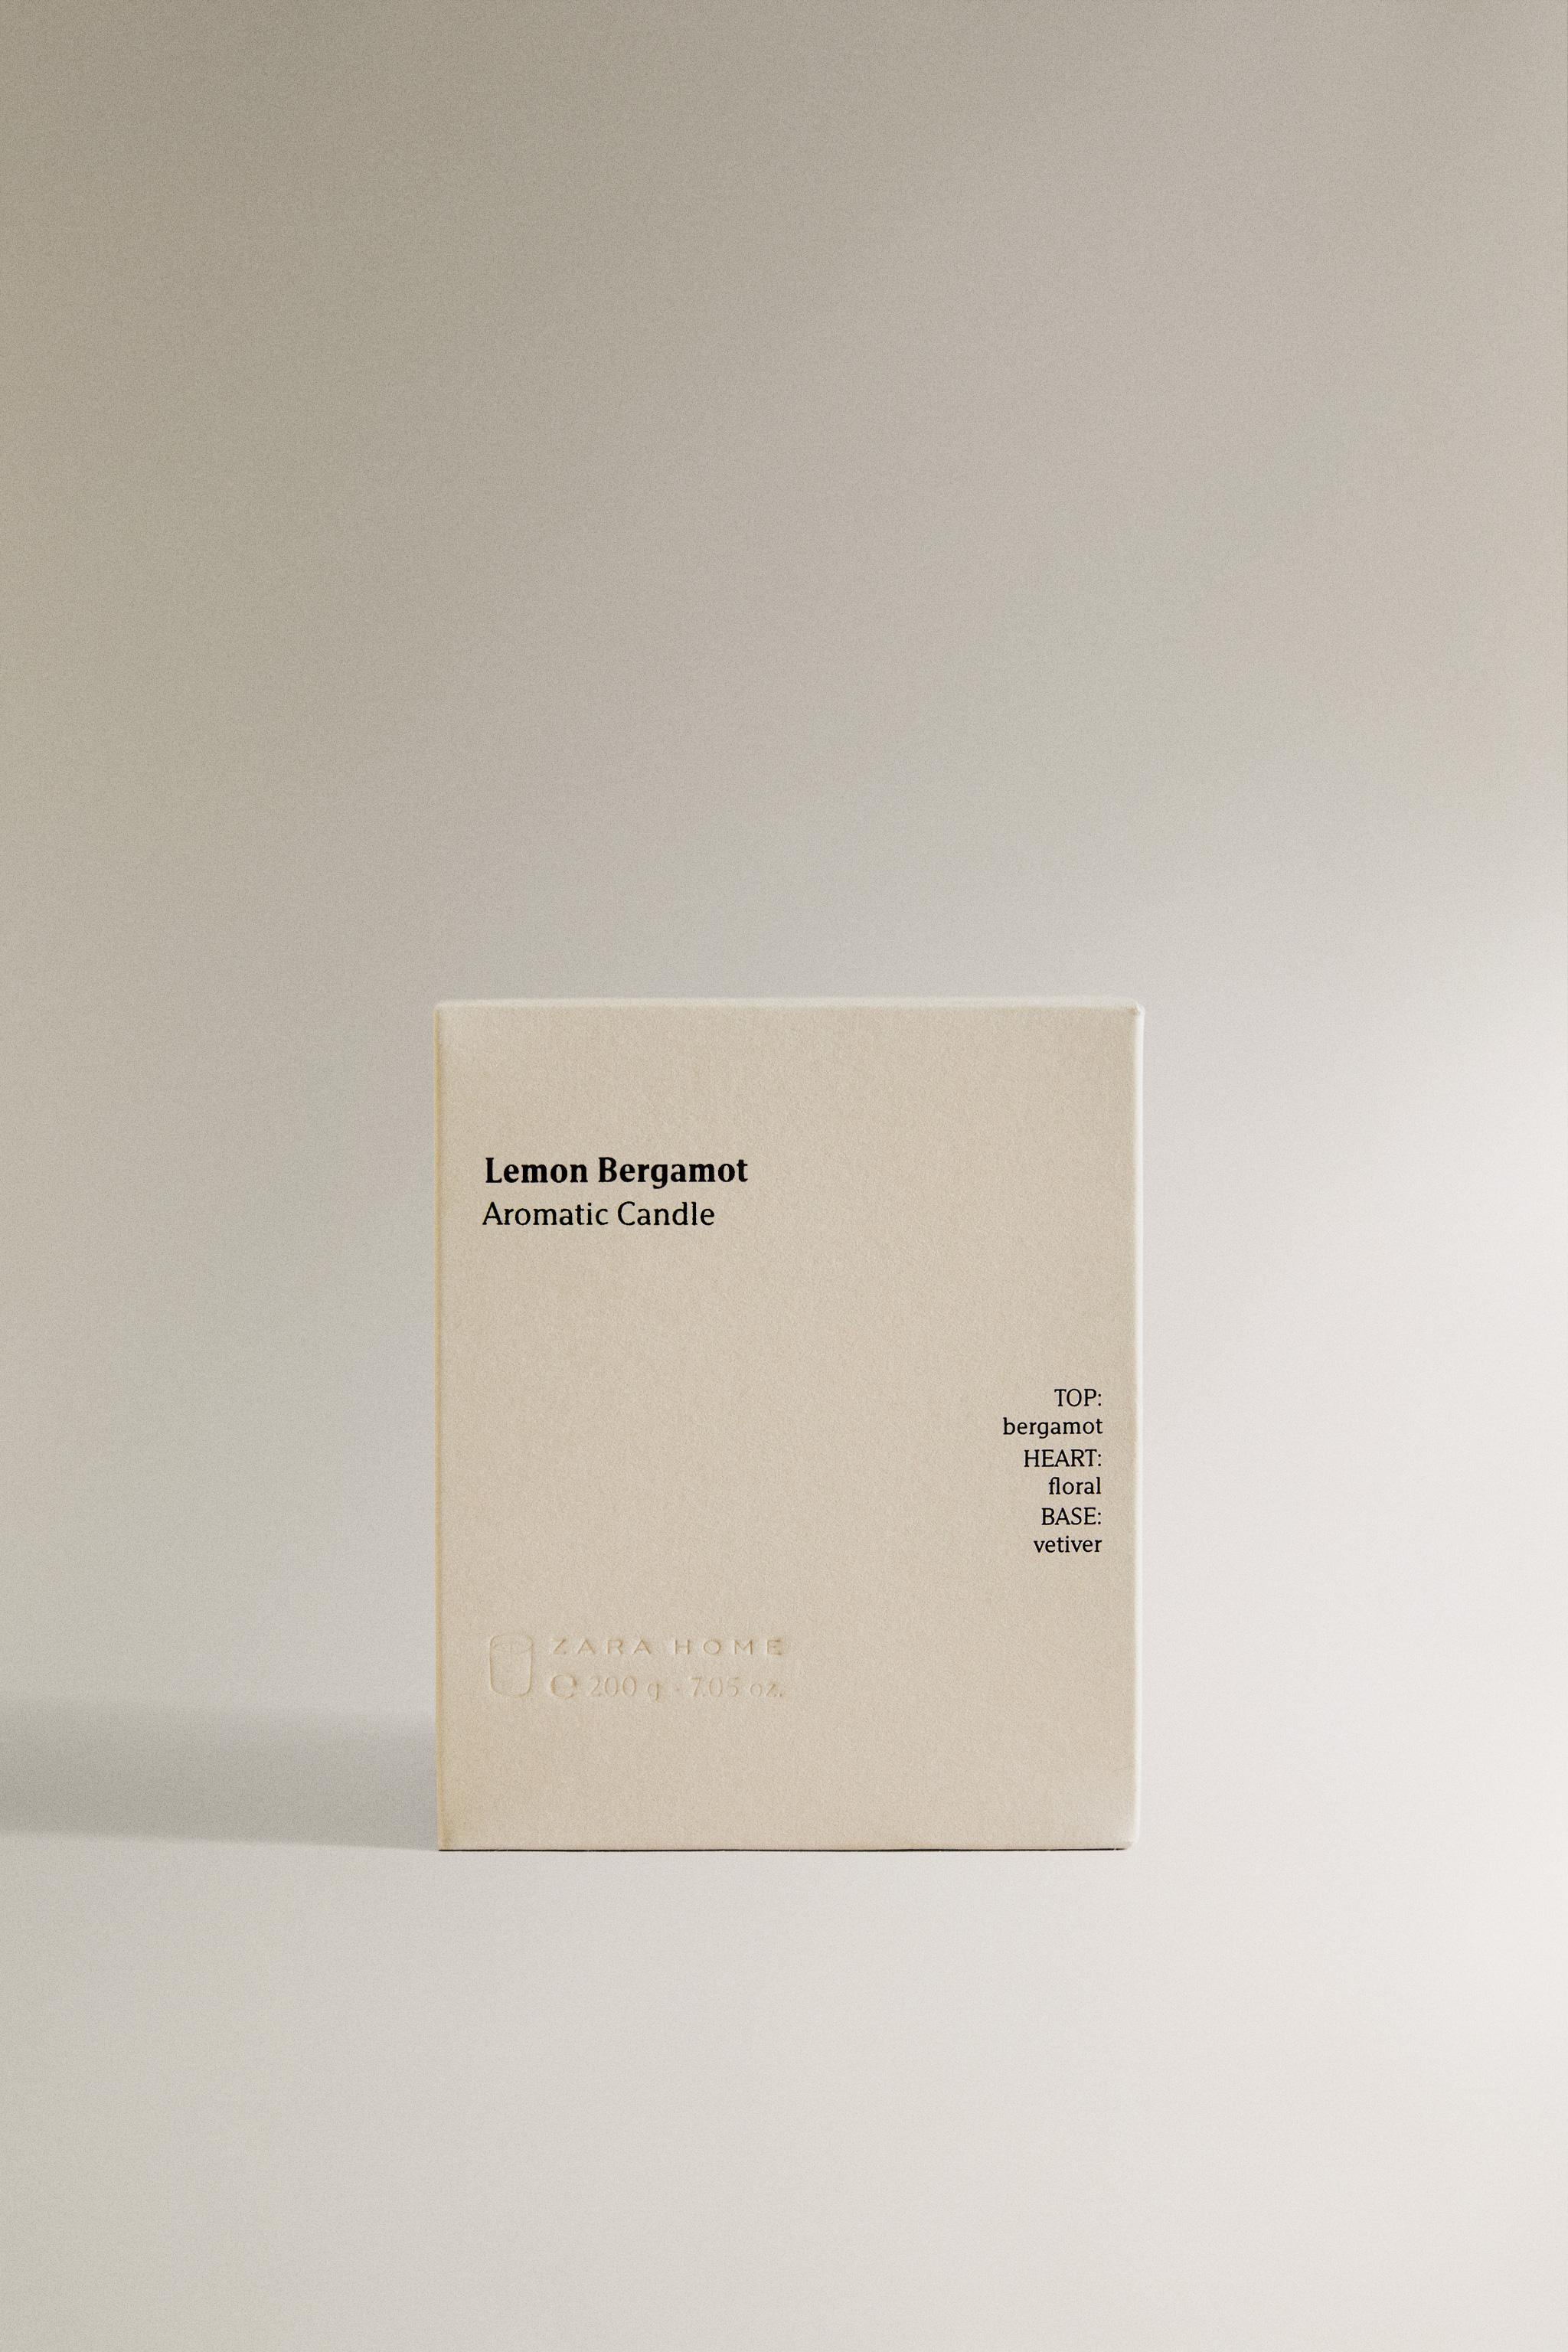 Lemon Bergamot
Aromatic Candle
TOP:
bergamot
HEART:
floral
BASE:
vetiver
ZARA HOME
℮ 200 g - 7.05 oz.